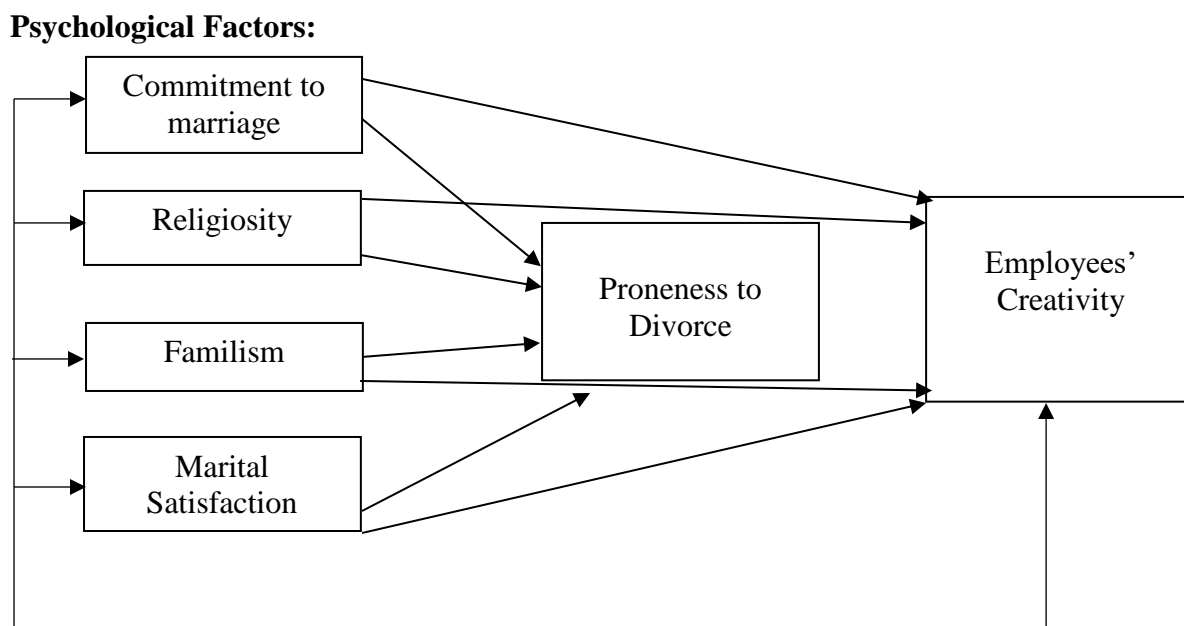 Psychological Factors:
Commitment to
marriage
Religiosity
Familism
Marital
Satisfaction
Proneness to
Divorce
Employees’
Creativity